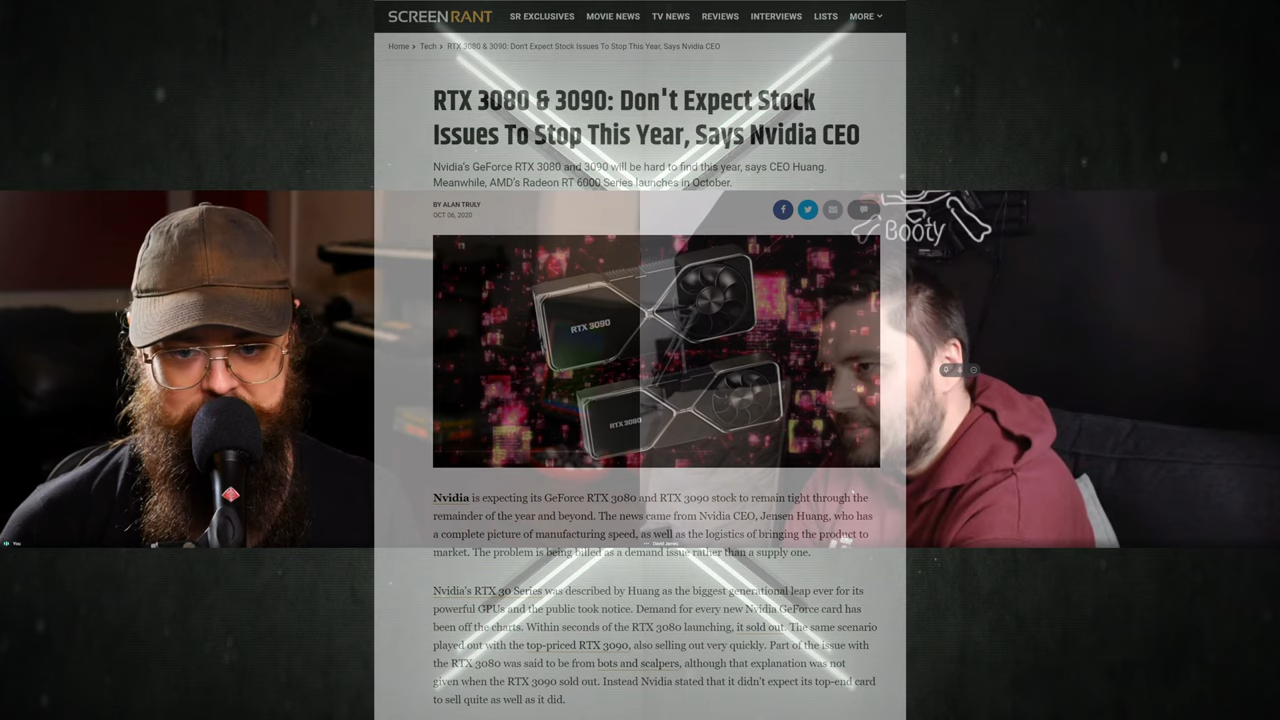 SCREENRANT
SR EXCLUSIVES MOVIE NEWS TV NEWS REVIEWS INTERVIEWS LISTS MORE
Home > Tech > RTX 3080 & 3090: Don't Expect Stock Issues To Stop This Year, Says Nvidia CEO
RTX 3080 & 3090: Don't Expect Stock
Issues To Stop This Year, Says Nvidia CEO
Nvidia's GeForce RTX 3080 and 3090 will be hard to find this year, says CEO Huang.
Meanwhile, AMD's Radeon RT 6000 Series launches in October.
BY ALAN TRULY
OCT 06, 2020
Booty
RTX 3090
RTX 3080
Nvidia is expecting its GeForce RTX 3080 and RTX 3090 stock to remain tight through the
remainder of the year and beyond. The news came from Nvidia CEO, Jensen Huang, who has
a complete picture of manufacturing speed, as well as the logistics of bringing the product to
market. The problem is being billed as a demand issue rather than a supply one.
You
David James
Nvidia's RTX 30 Series was described by Huang as the biggest generational leap ever for its
powerful GPUs and the public took notice. Demand for every new Nvidia GeForce card has
been off the charts. Within seconds of the RTX 3080 launching, it sold out. The same scenario
played out with the top-priced RTX 3090, also selling out very quickly. Part of the issue with
the RTX 3080 was said to be from bots and scalpers, although that explanation was not
given when the RTX 3090 sold out. Instead Nvidia stated that it didn't expect its top-end card
to sell quite as well as it did.